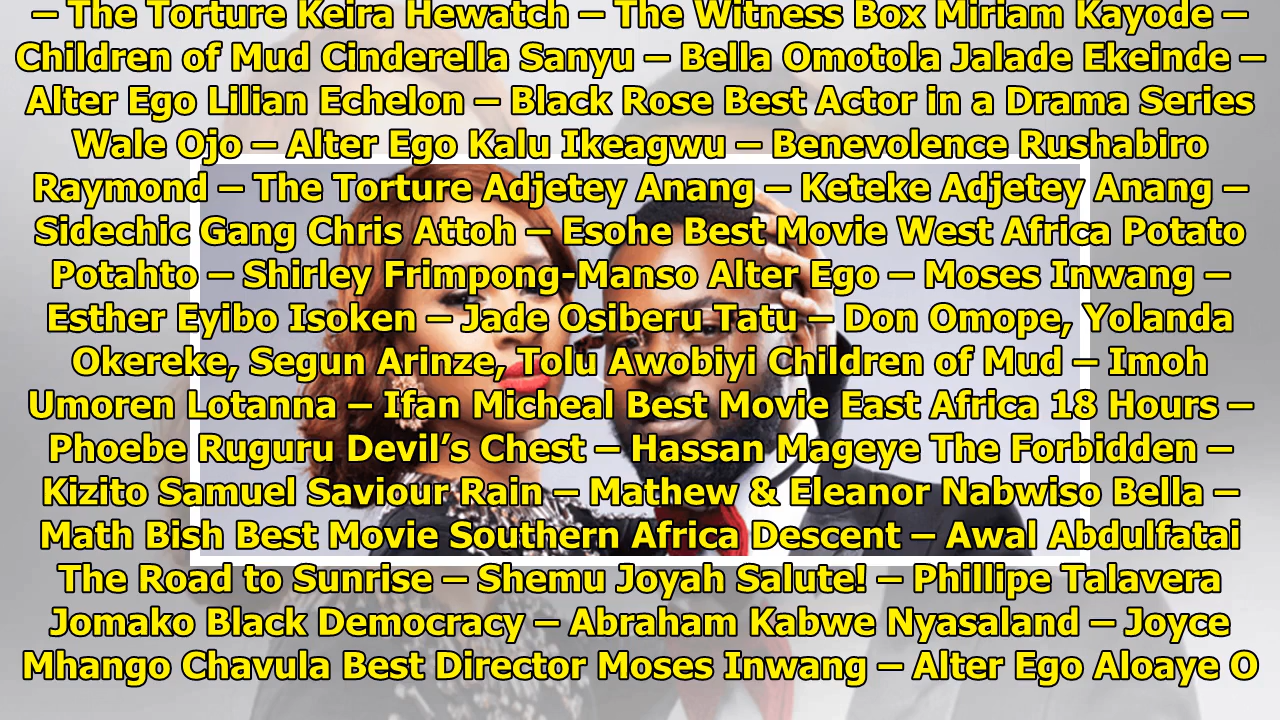 – The Torture Keira Hewatch – The Witness Box Miriam Kayode –
Children of Mud Cinderella Sanyu – Bella Omotola Jalade Ekeinde –
Alter Ego Lilian Echelon – Black Rose Best Actor in a Drama Series
Wale Ojo – Alter Ego Kalu Ikeagwu – Benevolence Rushabiro
Raymond – The Torture Adjetey Anang – Keteke Adjetey Anang –
Sidechic Gang Chris Attoh – Esohe Best Movie West Africa Potato
Potahto – Shirley Frimpong-Manso Alter Ego – Moses Inwang –
Esther Eyibo Isoken – Jade Osiberu Tatu – Don Omope, Yolanda
Okereke, Segun Arinze, Tolu Awobiyi Children of Mud – Imoh
Umoren Lotanna – Ifan Micheal Best Movie East Africa 18 Hours –
Phoebe Ruguru Devil’s Chest – Hassan Mageye The Forbidden –
Kizito Samuel Saviour Rain – Mathew & Eleanor Nabwiso Bella –
Math Bish Best Movie Southern Africa Descent – Awal Abdulfatai
The Road to Sunrise – Shemu Joyah Salute! – Phillipe Talavera
Jomako Black Democracy – Abraham Kabwe Nyasaland – Joyce
Mhango Chavula Best Director Moses Inwang – Alter Ego Aloaye O